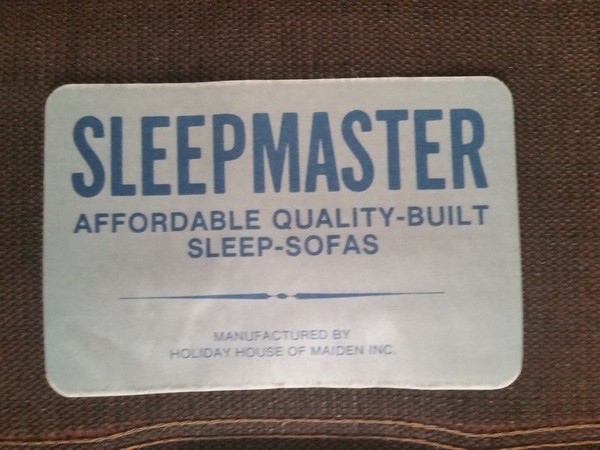 SLEEPMASTER
AFFORDABLE QUALITY-BUILT
SLEEP-SOFAS
MANUFACTURED BY
HOLIDAY HOUSE OF MAIDEN INC.